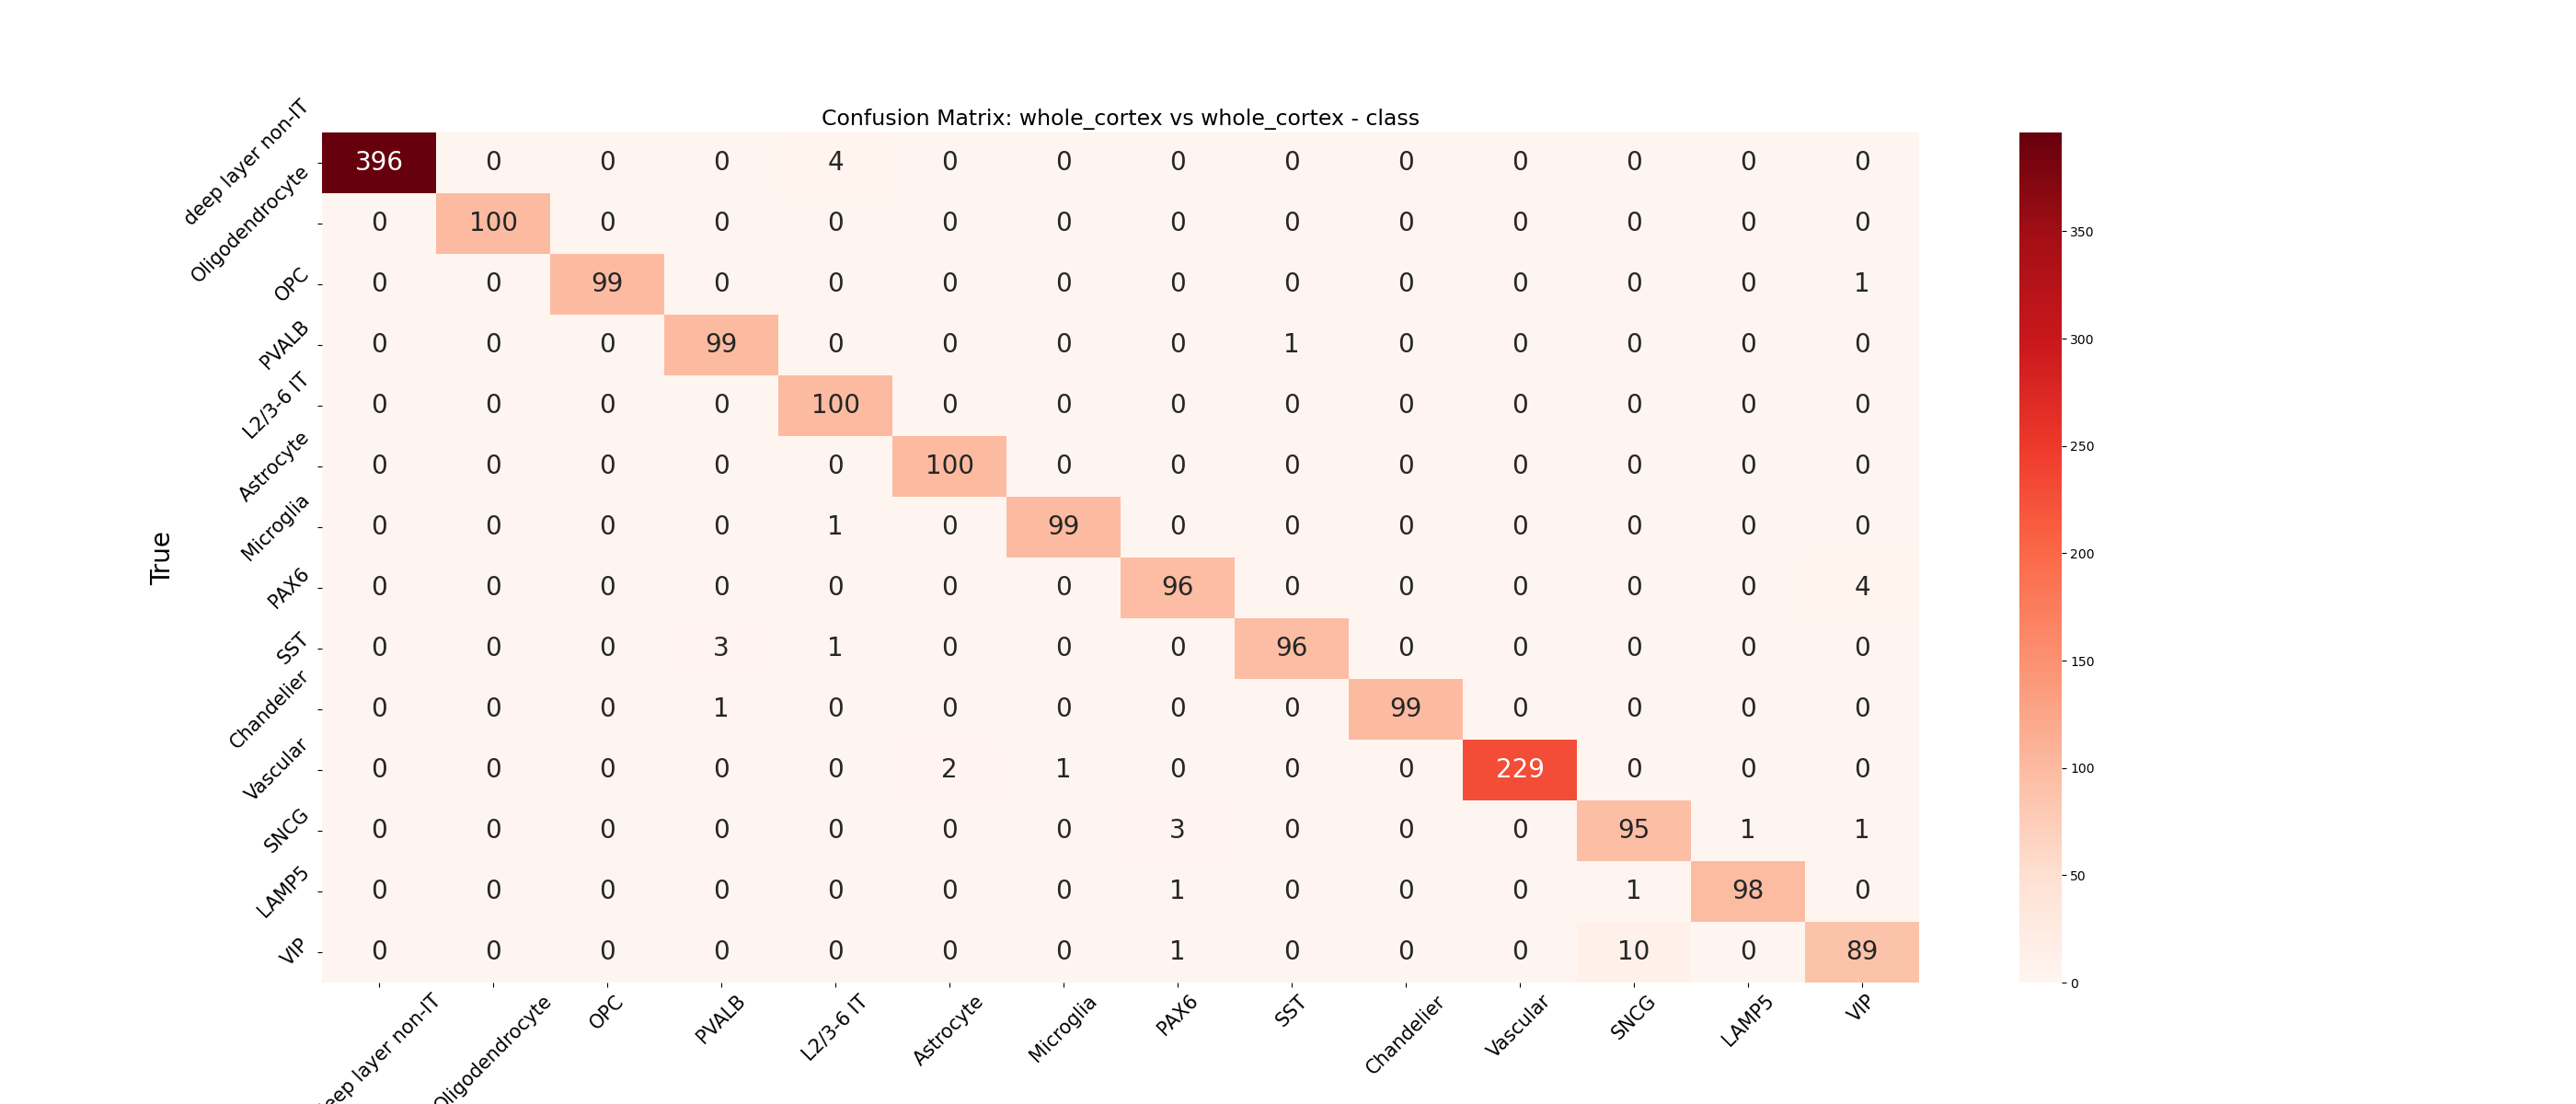 Confusion Matrix: whole_cortex vs whole_cortex - class
deep layer non-IT 396 0 0 0 4 0 0 0 0 0 0 0 0 0
Oligodendrocyte 0 100 0 0 0 0 0 0 0 0 0 0 0 0
OPC 0 0 99 0 0 0 0 0 0 0 0 0 0 1
PVALB 0 0 0 99 0 0 0 0 1 0 0 0 0 0
L2/3-6 IT 0 0 0 0 100 0 0 0 0 0 0 0 0 0
Astrocyte 0 0 0 0 0 100 0 0 0 0 0 0 0 0
Microglia 0 0 0 0 1 0 99 0 0 0 0 0 0 0
PAX6 0 0 0 0 0 0 0 96 0 0 0 0 0 4
SST 0 0 0 3 1 0 0 0 96 0 0 0 0 0
Chandelier 0 0 0 1 0 0 0 0 0 99 0 0 0 0
Vascular 0 0 0 0 0 2 1 0 0 0 229 0 0 0
SNCG 0 0 0 0 0 0 0 3 0 0 0 95 1 1
LAMP5 0 0 0 0 0 0 0 1 0 0 0 1 98 0
VIP 0 0 0 0 0 0 0 1 0 0 0 10 0 89
True
eep layer non-IT Oligodendrocyte OPC PVALB L2/3-6 IT Astrocyte Microglia PAX6 SST Chandelier Vascular SNCG LAMP5 VIP
350
300
250
200
150
100
50
0